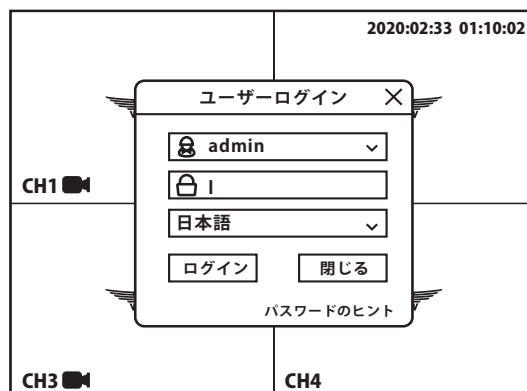 2020:02:33 01:10:02
ユーザーログイン
admin
日本語
ログイン 閉じる
パスワードのヒント
CH1
CH3
CH4